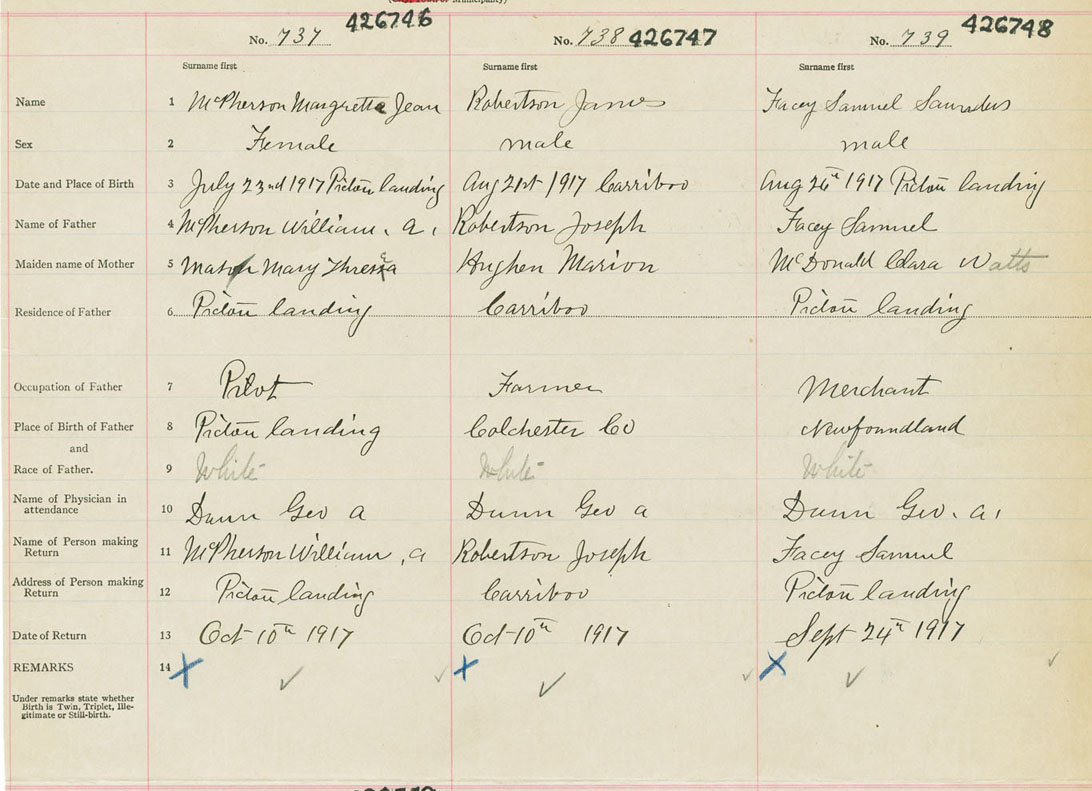 426746 426747 426748
No. 737 No. 738 No. 739
Surname first Surname first Surname first
Name 1 McPherson Margretta Jean Robertson James Facey Samuel Saunders
Sex 2 Female male male
Date and Place of Birth 3 July 23nd 1917 Pictou landing Aug 21st 1917 Carriboo Aug 26th 1917 Pictou landing
Name of Father 4 McPherson William. a. Robertson Joseph Facey Samuel
Maiden name of Mother 5 Mary Hughen Marion McDonald Clara Watts
Residence of Father 6 Pictou landing Carriboo Pictou landing
Occupation of Father 7 Pilot Farmer Merchant
Place of Birth of Father 8 Pictou landing Colchester Co Newfoundland
and
Race of Father. 9 White White White
Name of Physician in
attendance 10 Dunn Geo a Dunn Geo a Dunn Geo. a.
Name of Person making
Return 11 McPherson William. a Robertson Joseph Facey Samuel
Address of Person making
Return 12 Pictou landing Carriboo Pictou landing
Date of Return 13 Oct 10th 1917 Oct 10th 1917 Sept 24th 1917
REMARKS 14
Under remarks state whether
Birth is Twin, Triplet, Ille-
gitimate or Still-birth.